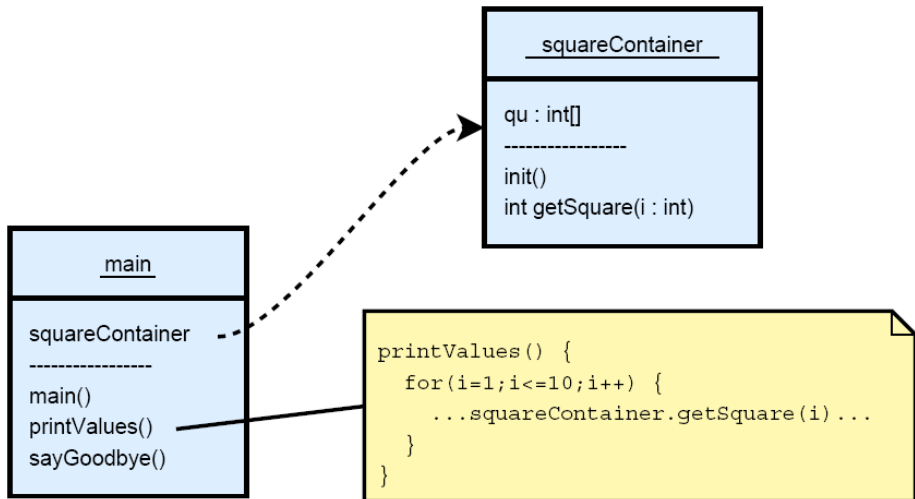 squareContainer
qu : int[]
-----------------
init()
int getSquare(i : int)
main
squareContainer
-----------------
main()
printValues()
sayGoodbye()
printValues() {
  for(i=1;i<=10;i++) {
    ...squareContainer.getSquare(i)...
  }
}